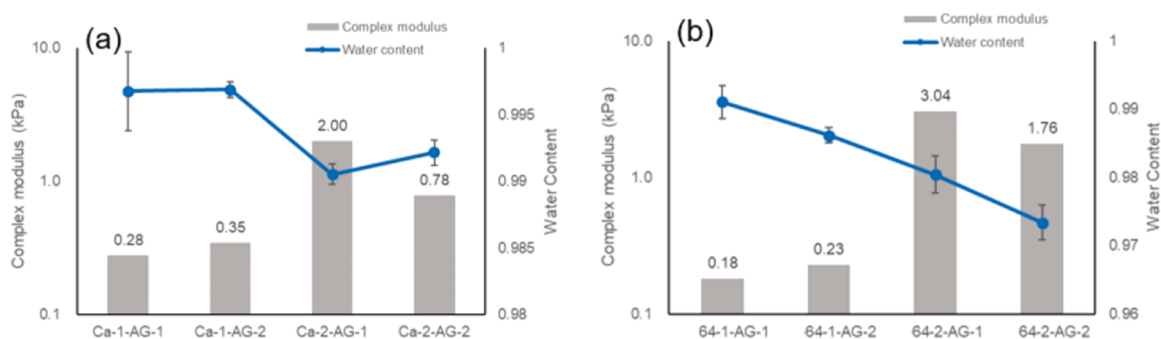 (a)
Complex modulus
Water content
Complex modulus (kPa)
10.0
1.0
0.1
0.28
0.35
2.00
0.78
1
0.995
0.99
0.985
0.98
Water Content
Ca-1-AG-1 Ca-1-AG-2 Ca-2-AG-1 Ca-2-AG-2
(b)
Complex modulus
Water content
Complex modulus (kPa)
10.0
1.0
0.1
0.18
0.23
3.04
1.76
1
0.99
0.98
0.97
0.96
Water Content
64-1-AG-1 64-1-AG-2 64-2-AG-1 64-2-AG-2